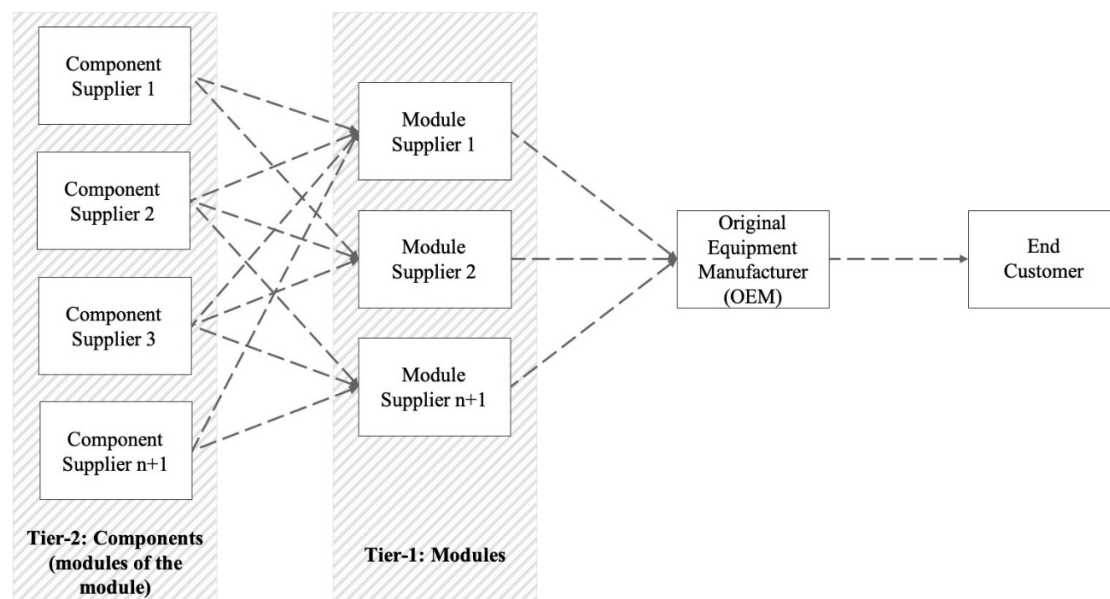 Component
Supplier 1
Component
Supplier 2
Component
Supplier 3
Component
Supplier n+1
Tier-2: Components
(modules of the
module)
Module
Supplier 1
Module
Supplier 2
Module
Supplier n+1
Tier-1: Modules
Original
Equipment
Manufacturer
(OEM)
End
Customer